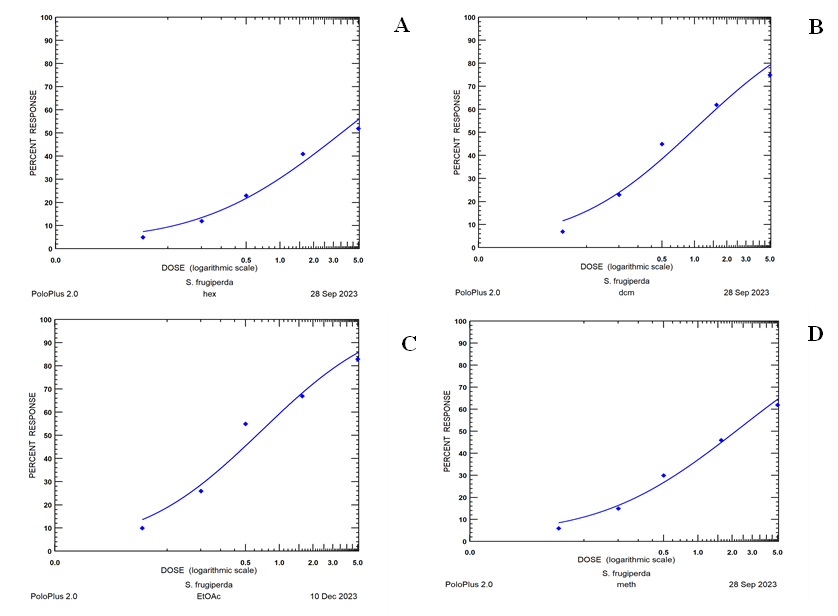 A
100
90
80
70
60
50
40
30
20
10
0
PERCENT RESPONSE
0.0 0.5 1.0 2.0 3.0 5.0
DOSE (logarithmic scale)
S. frugiperda
PoloPlus 2.0 hex 28 Sep 2023
B
100
90
80
70
60
50
40
30
20
10
0
PERCENT RESPONSE
0.0 0.5 1.0 2.0 3.0 5.0
DOSE (logarithmic scale)
S. frugiperda
PoloPlus 2.0 dcm 28 Sep 2023
C
100
90
80
70
60
50
40
30
20
10
0
PERCENT RESPONSE
0.0 0.5 1.0 2.0 3.0 5.0
DOSE (logarithmic scale)
S. frugiperda
PoloPlus 2.0 EtOAc 10 Dec 2023
D
100
90
80
70
60
50
40
30
20
10
0
PERCENT RESPONSE
0.0 0.5 1.0 2.0 3.0 5.0
DOSE (logarithmic scale)
S. frugiperda
PoloPlus 2.0 meth 28 Sep 2023